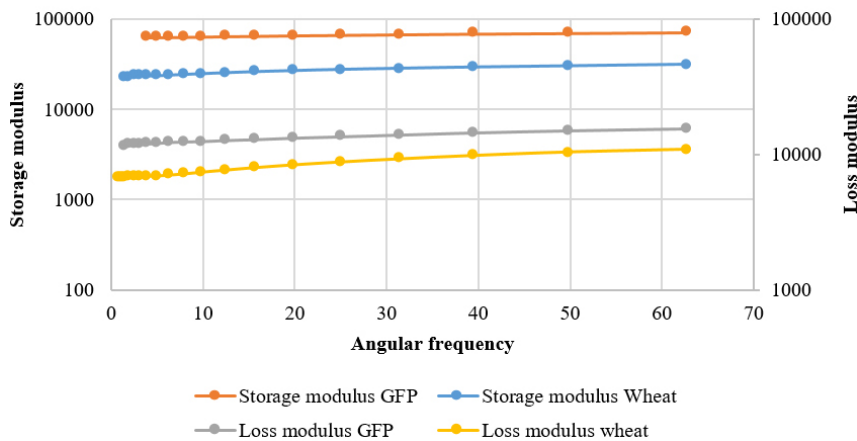 100000
10000
1000
100
Storage modulus
100000
10000
1000
Loss modulus
0 10 20 30 40 50 60 70
Angular frequency
Storage modulus GFP Storage modulus Wheat
Loss modulus GFP Loss modulus wheat